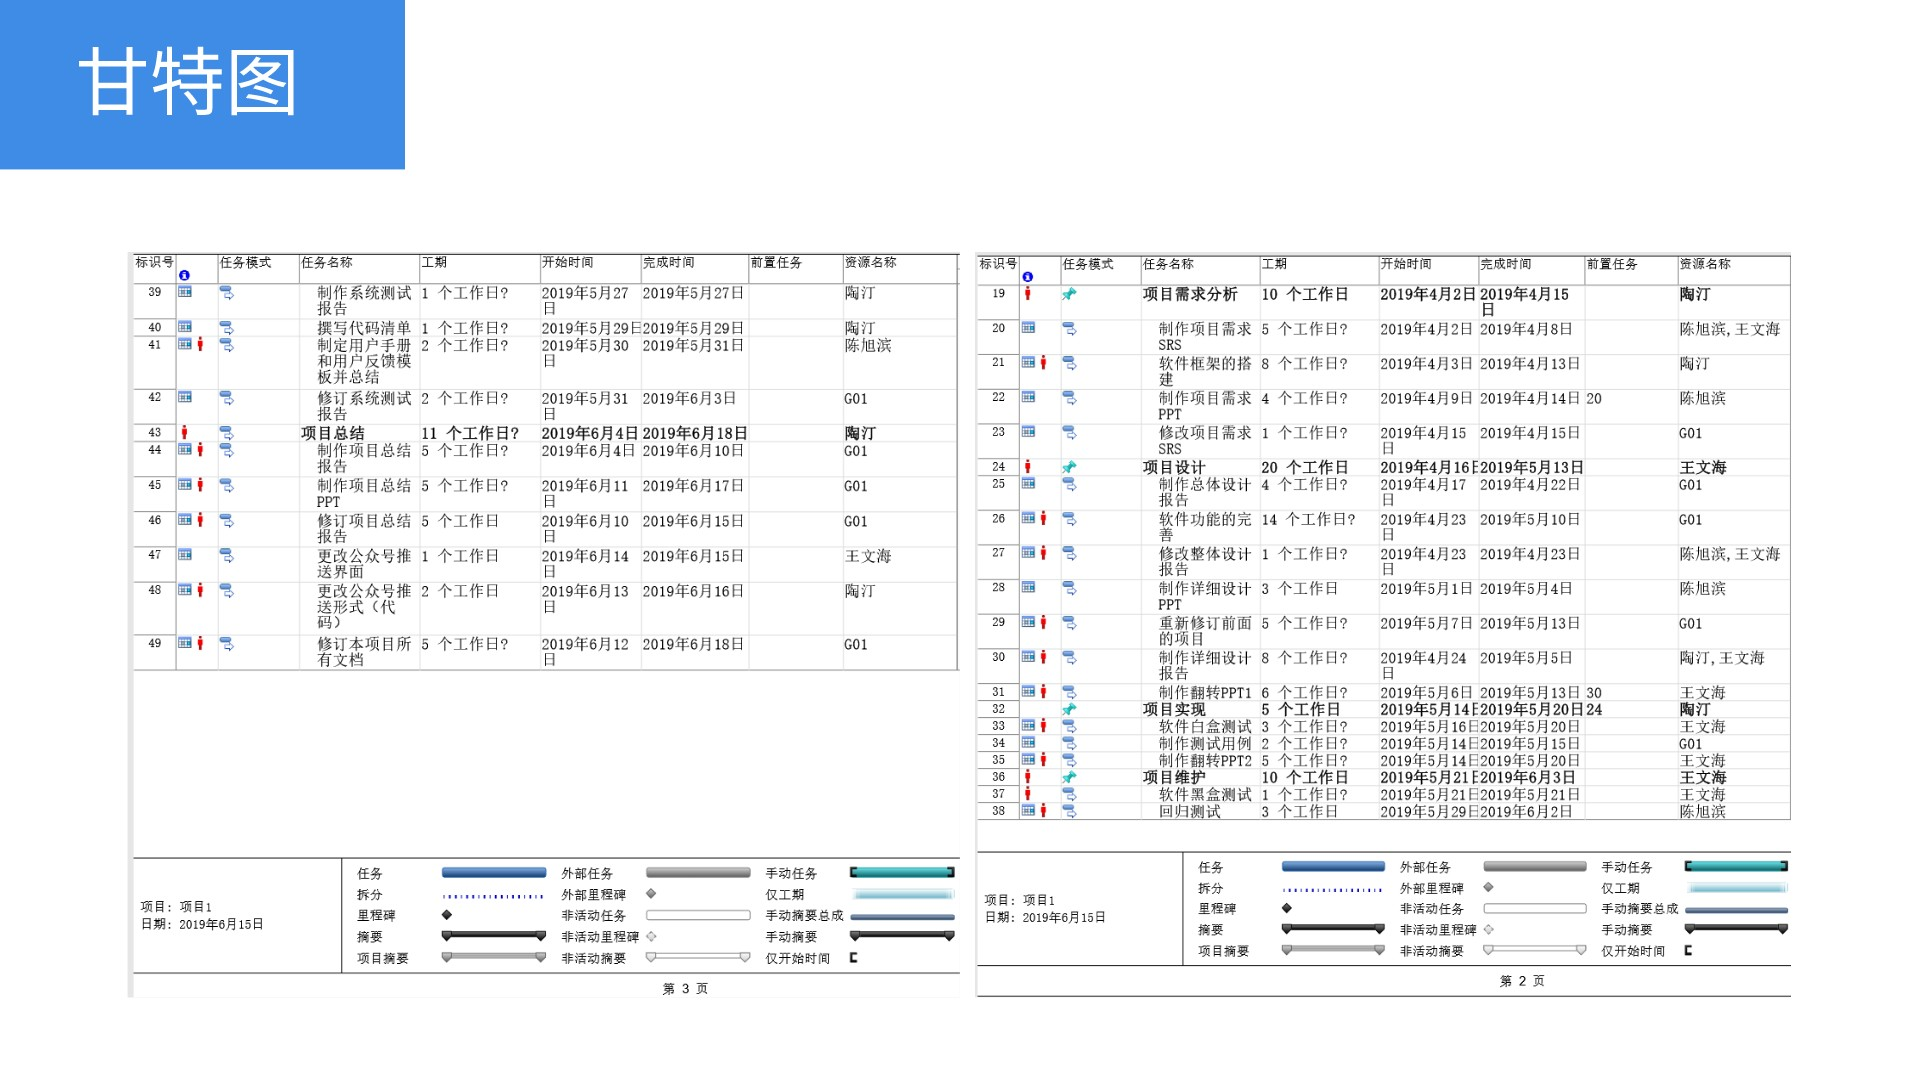 甘特图
标识号 任务模式 任务名称 工期 开始时间 完成时间 前置任务 资源名称
39 制作系统测试 1 个工作日? 2019年5月27 2019年5月27日 陶汀
报告 日
40 撰写代码清单 1 个工作日? 2019年5月29日 2019年5月29日 陶汀
41 制定用户手册 2 个工作日? 2019年5月30 2019年5月31日 陈旭滨
和用户反馈模 日
板并总结
42 修订系统测试 2 个工作日? 2019年5月31 2019年6月3日 G01
报告 日
43 项目总结 11 个工作日? 2019年6月4日 2019年6月18日 陶汀
44 制作项目总结 5 个工作日? 2019年6月4日 2019年6月10日 G01
报告
45 制作项目总结 5 个工作日? 2019年6月11 2019年6月17日 G01
PPT 日
46 修订项目总结 5 个工作日 2019年6月10 2019年6月15日 G01
报告 日
47 更改公众号推 1 个工作日 2019年6月14 2019年6月15日 王文海
送界面 日
48 更改公众号推 2 个工作日 2019年6月13 2019年6月16日 陶汀
送形式（代 日
码）
49 修订本项目所 5 个工作日? 2019年6月12 2019年6月18日 G01
有文档 日
项目: 项目1
日期: 2019年6月15日
任务 外部任务 手动任务
拆分 外部里程碑 仅工期
里程碑 非活动任务 手动摘要总成
摘要 非活动里程碑 手动摘要
项目摘要 非活动摘要 仅开始时间
第 3 页
标识号 任务模式 任务名称 工期 开始时间 完成时间 前置任务 资源名称
19 项目需求分析 10 个工作日 2019年4月2日 2019年4月15 陶汀
日
20 制作项目需求 5 个工作日? 2019年4月2日 2019年4月8日 陈旭滨,王文海
SRS
21 软件框架的搭 8 个工作日? 2019年4月3日 2019年4月13日 陶汀
建
22 制作项目需求 4 个工作日? 2019年4月9日 2019年4月14日 20 陈旭滨
PPT
23 修改项目需求 1 个工作日? 2019年4月15 2019年4月15日 G01
SRS 日
24 项目设计 20 个工作日 2019年4月16日 2019年5月13日 王文海
25 制作总体设计 4 个工作日? 2019年4月17 2019年4月22日 G01
报告 日
26 软件功能的完 14 个工作日? 2019年4月23 2019年5月10日 G01
善 日
27 修改整体设计 1 个工作日? 2019年4月23 2019年4月23日 陈旭滨,王文海
报告 日
28 制作详细设计 3 个工作日 2019年5月1日 2019年5月4日 陈旭滨
PPT
29 重新修订前面 5 个工作日? 2019年5月7日 2019年5月13日 G01
的项目
30 制作详细设计 8 个工作日? 2019年4月24 2019年5月5日 陶汀,王文海
报告 日
31 制作翻转PPT1 6 个工作日? 2019年5月6日 2019年5月13日 30 王文海
32 项目实现 5 个工作日 2019年5月14日 2019年5月20日 24 陶汀
33 软件白盒测试 3 个工作日? 2019年5月16日 2019年5月20日 王文海
34 制作测试用例 2 个工作日? 2019年5月14日 2019年5月15日 G01
35 制作翻转PPT2 5 个工作日? 2019年5月14日 2019年5月20日 王文海
36 项目维护 10 个工作日 2019年5月21日 2019年6月3日 王文海
37 软件黑盒测试 1 个工作日? 2019年5月21日 2019年5月21日 王文海
38 回归测试 3 个工作日 2019年5月29日 2019年6月2日 陈旭滨
项目: 项目1
日期: 2019年6月15日
任务 外部任务 手动任务
拆分 外部里程碑 仅工期
里程碑 非活动任务 手动摘要总成
摘要 非活动里程碑 手动摘要
项目摘要 非活动摘要 仅开始时间
第 2 页